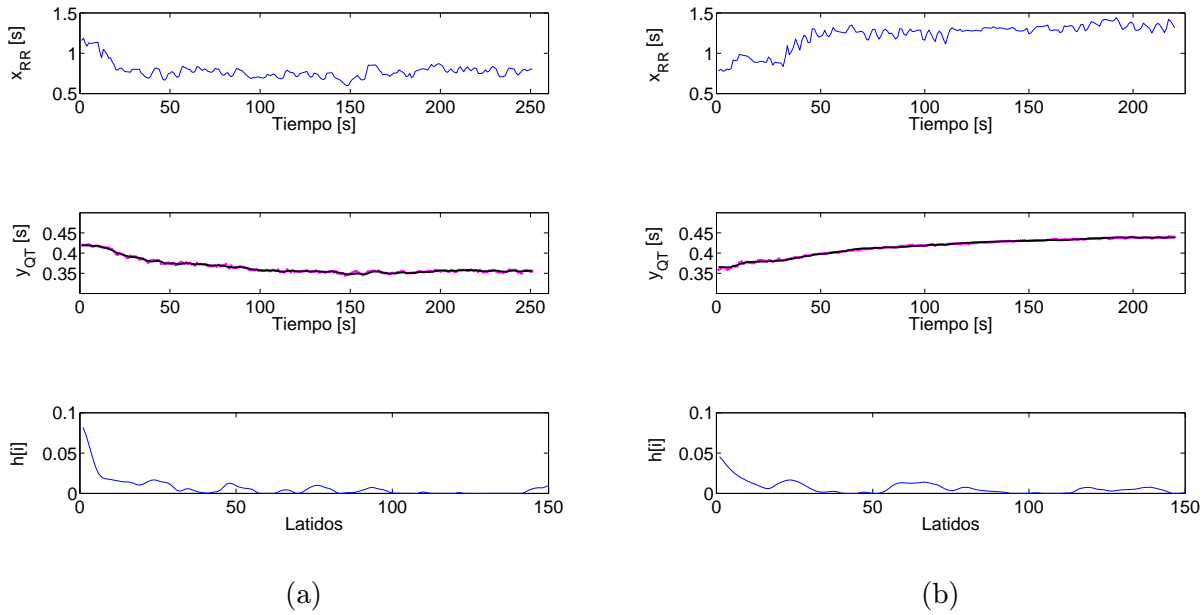 1.5
1
0.5
x_RR [s]
0 50 100 150 200 250
Tiempo [s]
0.45
0.4
0.35
y_QT [s]
0 50 100 150 200 250
Tiempo [s]
0.1
0.05
0
h[i]
0 50 100 150
Latidos
(a)
1.5
1
0.5
x_RR [s]
0 50 100 150 200
Tiempo [s]
0.45
0.4
0.35
y_QT [s]
0 50 100 150 200
Tiempo [s]
0.1
0.05
0
h[i]
0 50 100 150
Latidos
(b)